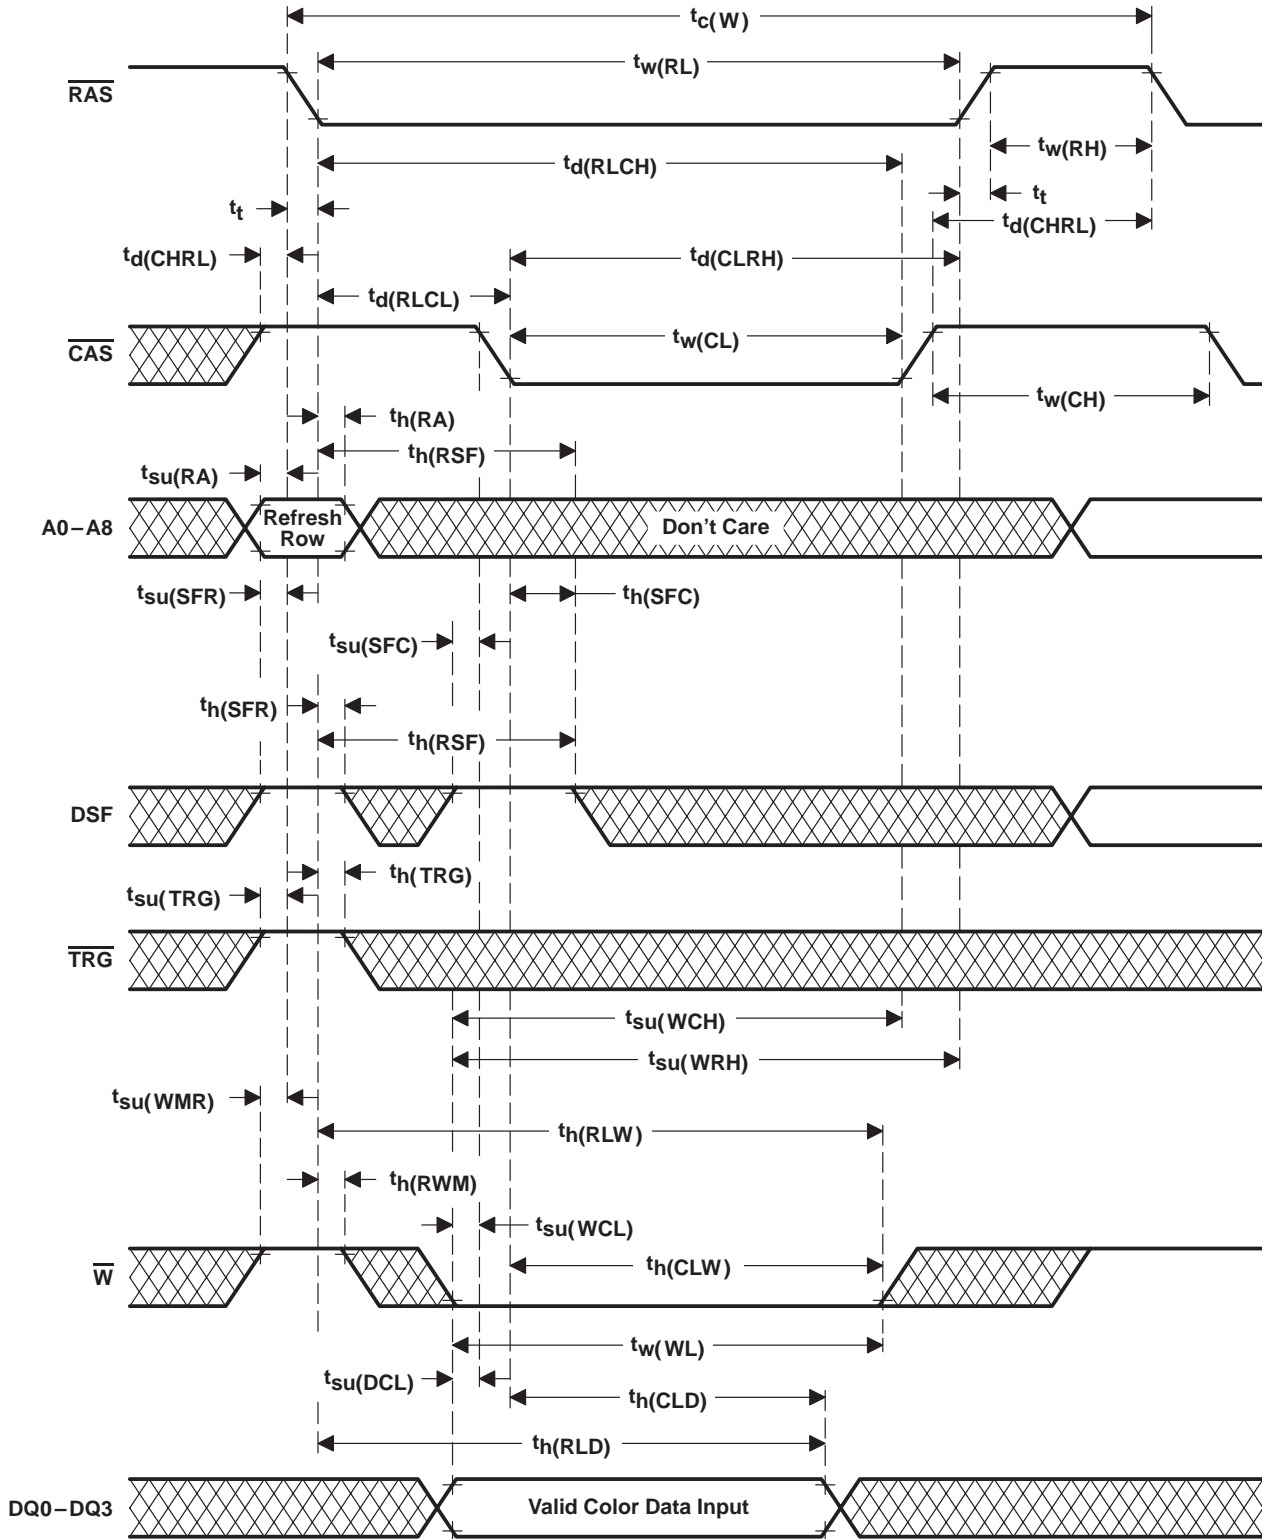 tc(W)
tw(RL)
RAS
tw(RH)
td(RLCH)
tt
tt
td(CHRL)
td(CHRL)
td(CLRH)
td(RLCL)
CAS
tw(CL)
tw(CH)
th(RA)
th(RSF)
tsu(RA)
A0–A8
Refresh
Row
Don't Care
tsu(SFR)
th(SFC)
tsu(SFC)
th(SFR)
th(RSF)
DSF
th(TRG)
tsu(TRG)
TRG
tsu(WCH)
tsu(WRH)
tsu(WMR)
th(RLW)
th(RWM)
tsu(WCL)
W
th(CLW)
tw(WL)
tsu(DCL)
th(CLD)
th(RLD)
DQ0–DQ3
Valid Color Data Input